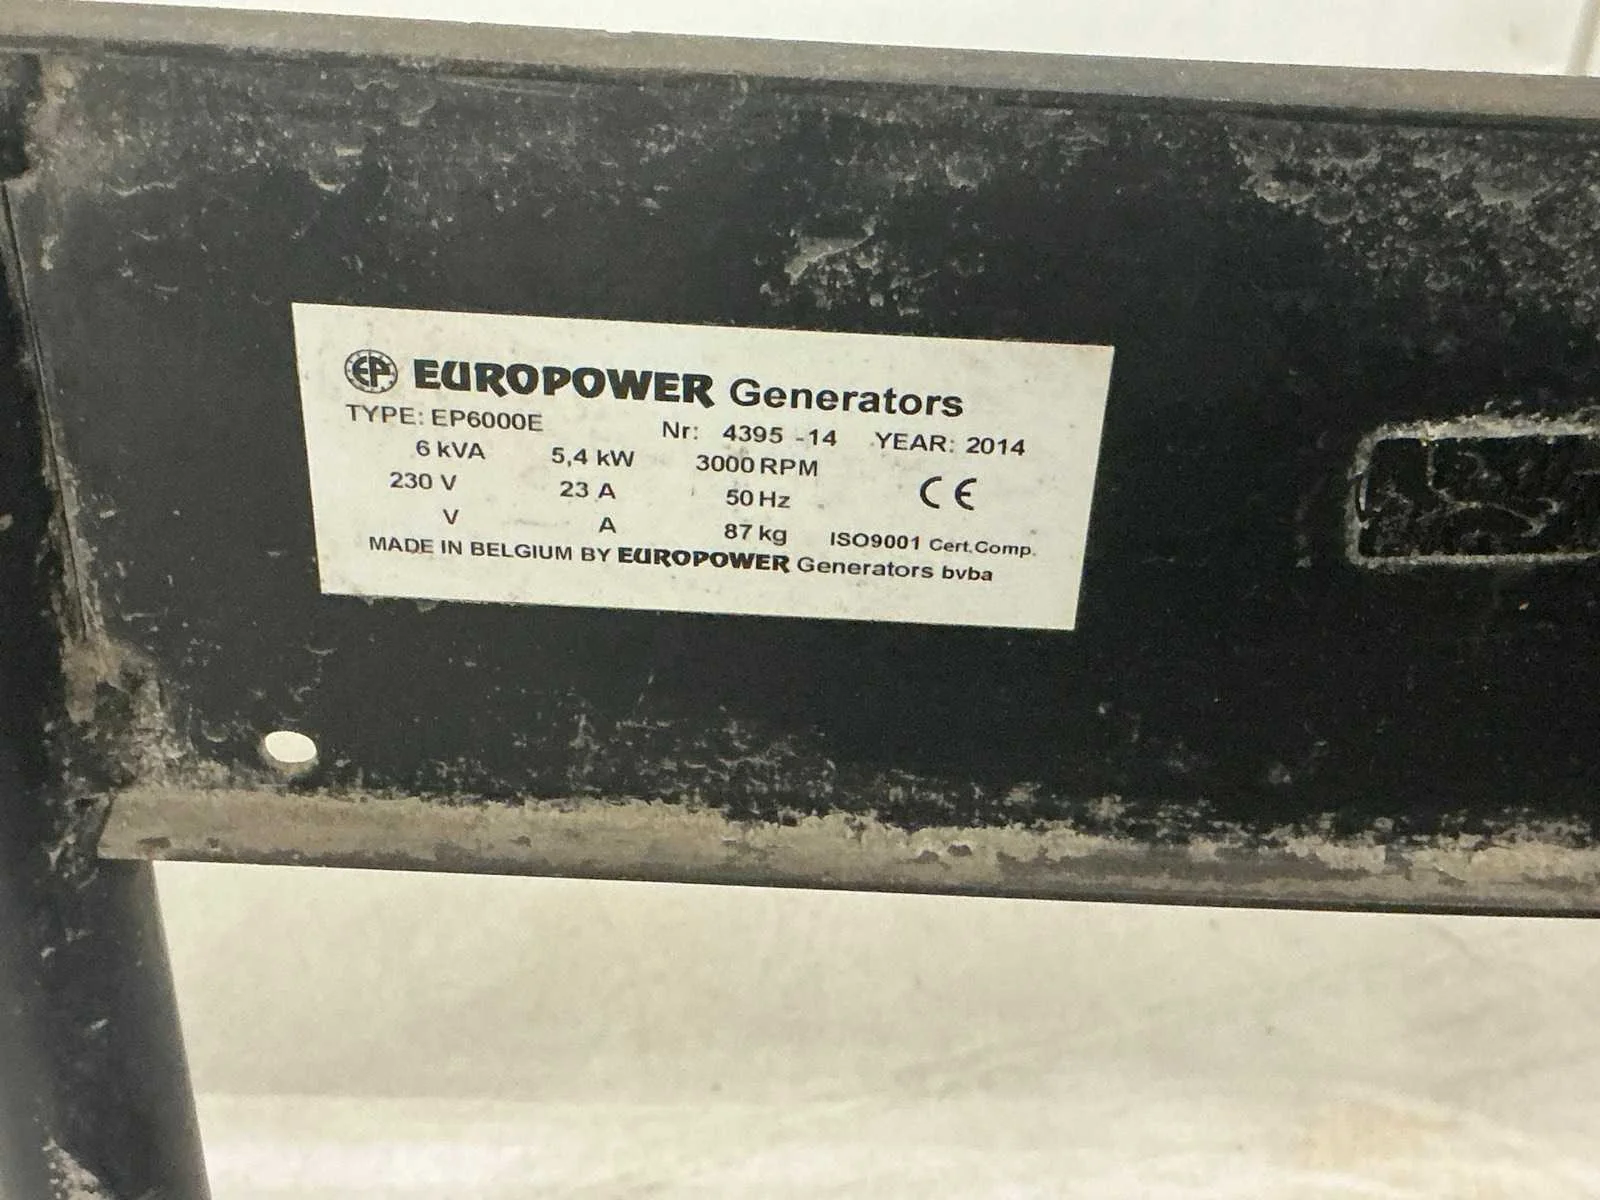 EP EUROPOWER Generators
TYPE: EP6000E Nr: 4395 -14 YEAR: 2014
6 kVA 5,4 kW 3000 RPM CE
230 V 23 A 50 Hz
V A 87 kg ISO9001 Cert.Comp.
MADE IN BELGIUM BY EUROPOWER Generators bvba